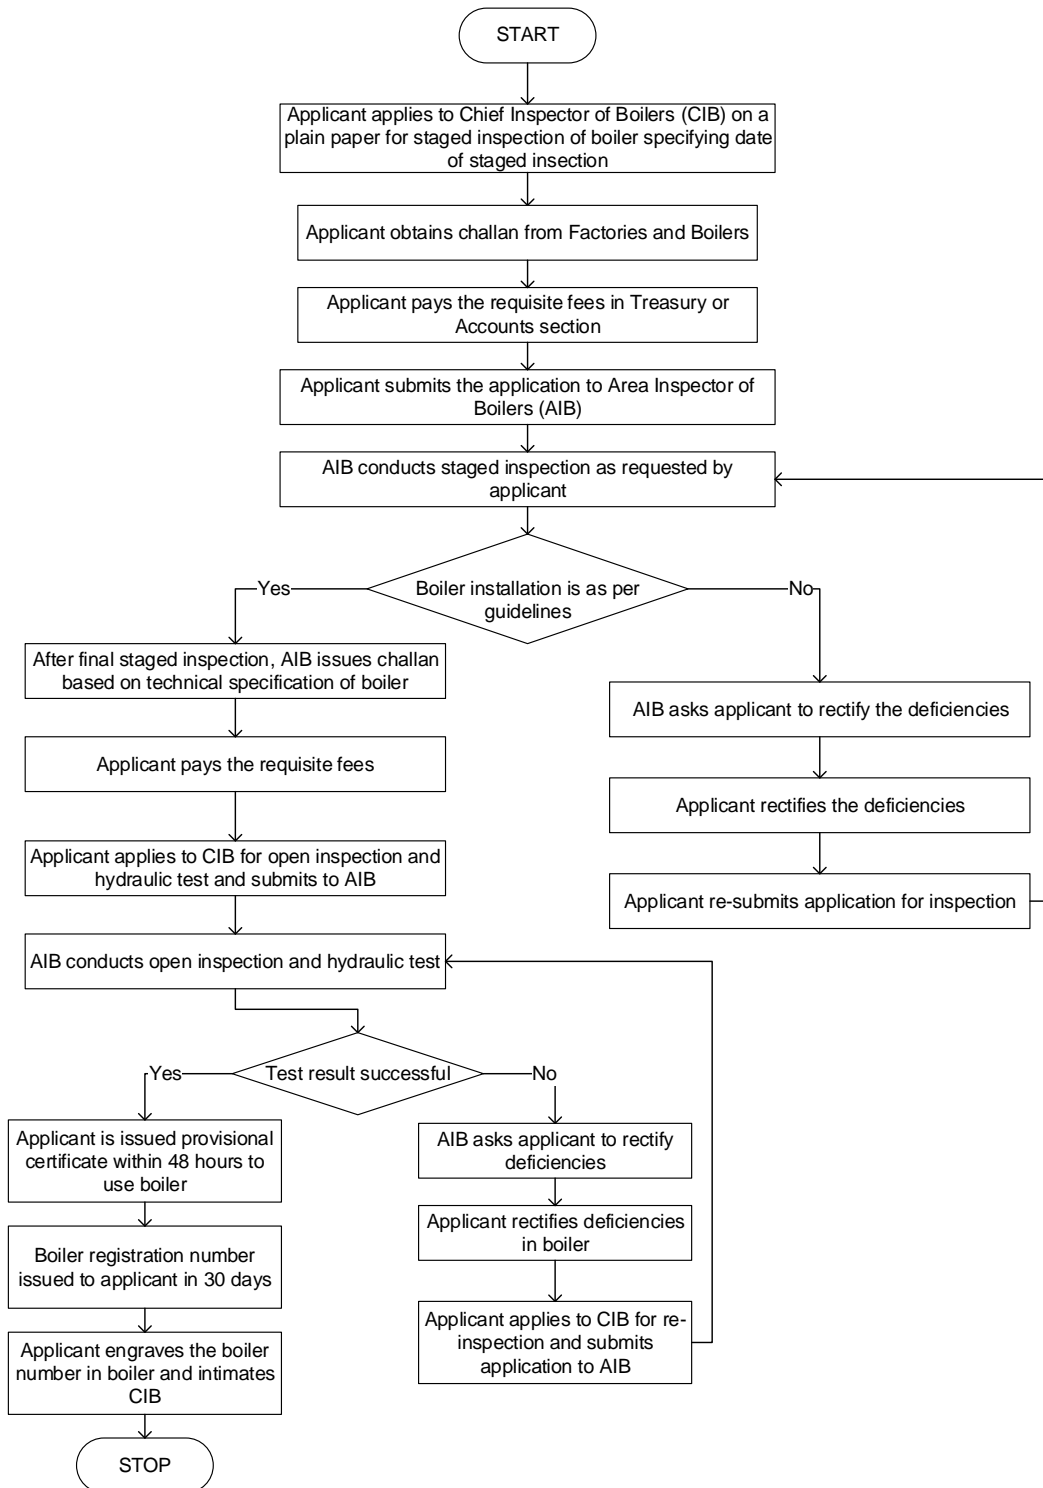 START
Applicant applies to Chief Inspector of Boilers (CIB) on a
plain paper for staged inspection of boiler specifying date
of staged insection
Applicant obtains challan from Factories and Boilers
Applicant pays the requisite fees in Treasury or
Accounts section
Applicant submits the application to Area Inspector of
Boilers (AIB)
AIB conducts staged inspection as requested by
applicant
Boiler installation is as per
guidelines
Yes
No
After final staged inspection, AIB issues challan
based on technical specification of boiler
Applicant pays the requisite fees
Applicant applies to CIB for open inspection and
hydraulic test and submits to AIB
AIB conducts open inspection and hydraulic test
AIB asks applicant to rectify the deficiencies
Applicant rectifies the deficiencies
Applicant re-submits application for inspection
Test result successful
Yes
No
Applicant is issued provisional
certificate within 48 hours to
use boiler
Boiler registration number
issued to applicant in 30 days
Applicant engraves the boiler
number in boiler and intimates
CIB
STOP
AIB asks applicant to rectify
deficiencies
Applicant rectifies deficiencies
in boiler
Applicant applies to CIB for re-
inspection and submits
application to AIB